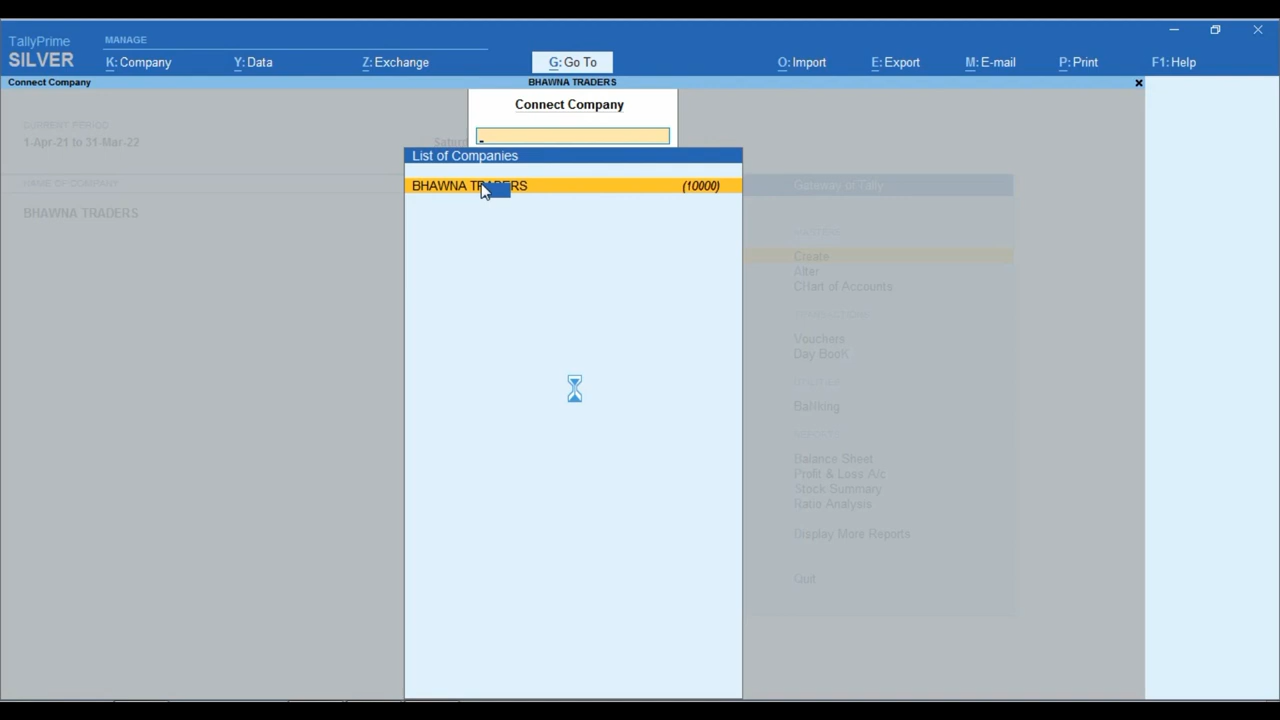 TallyPrime
SILVER
MANAGE
K: Company
Y: Data
Z: Exchange
G: Go To
O: Import
E: Export
M: E-mail
P: Print
F1: Help
Connect Company
BHAWNA TRADERS
Connect Company
CURRENT PERIOD
1-Apr-21 to 31-Mar-22
List of Companies
BHAWNA TRADERS (10000)
NAME OF COMPANY
BHAWNA TRADERS
Gateway of Tally
MASTERS
Create
Alter
CHart of Accounts
Vouchers
Day BooK
BaNking
Balance Sheet
Profit & Loss A/c
Stock Summary
Ratio Analysis
Display More Reports
Quit